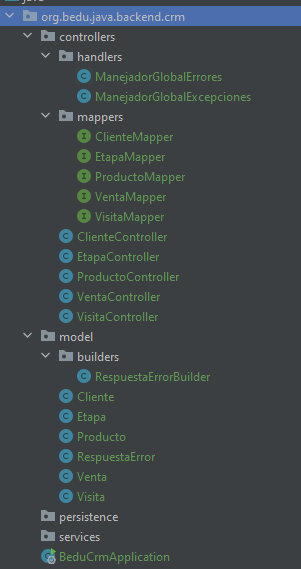 org.bedu.java.backend.crm
controllers
handlers
C ManejadorGlobalErrores
C ManejadorGlobalExcepciones
mappers
I ClienteMapper
I EtapaMapper
I ProductoMapper
I VentaMapper
I VisitaMapper
C ClienteController
C EtapaController
C ProductoController
C VentaController
C VisitaController
model
builders
C RespuestaErrorBuilder
C Cliente
C Etapa
C Producto
C RespuestaError
C Venta
C Visita
persistence
services
BeduCrmApplication